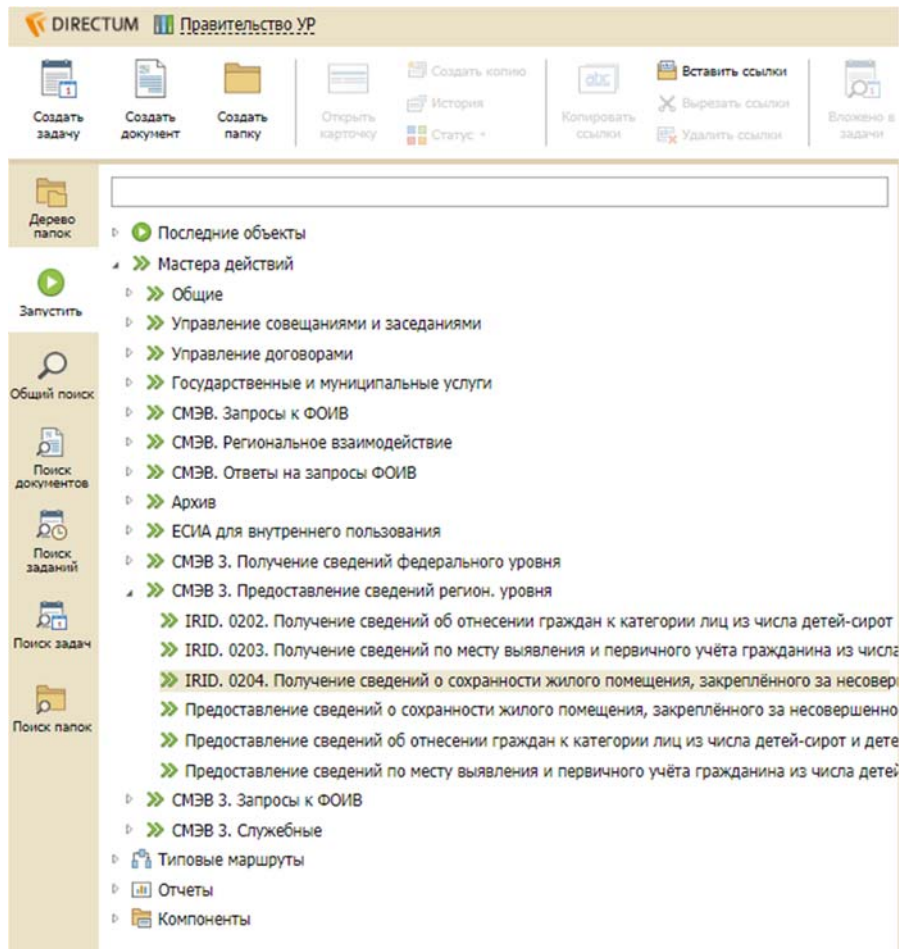 DIRECTUM Правительство УР
Создать задачу
Создать документ
Создать папку
Открыть карточку
Создать копию
История
Статус
abc
Копировать ссылки
Вставить ссылки
Вырезать ссылки
Удалить ссылки
Вложено в задачи
Дерево папок
Запустить
Общий поиск
Поиск документов
Поиск заданий
Поиск задач
Поиск папок
Последние объекты
Мастера действий
Общие
Управление совещаниями и заседаниями
Управление договорами
Государственные и муниципальные услуги
СМЭВ. Запросы к ФОИВ
СМЭВ. Региональное взаимодействие
СМЭВ. Ответы на запросы ФОИВ
Архив
ЕСИА для внутреннего пользования
СМЭВ 3. Получение сведений федерального уровня
СМЭВ 3. Предоставление сведений регион. уровня
IRID. 0202. Получение сведений об отнесении граждан к категории лиц из числа детей-сирот
IRID. 0203. Получение сведений по месту выявления и первичного учёта гражданина из числа
IRID. 0204. Получение сведений о сохранности жилого помещения, закреплённого за несовер
Предоставление сведений о сохранности жилого помещения, закреплённого за несовершенно
Предоставление сведений об отнесении граждан к категории лиц из числа детей-сирот и дете
Предоставление сведений по месту выявления и первичного учёта гражданина из числа детей
СМЭВ 3. Запросы к ФОИВ
СМЭВ 3. Служебные
Типовые маршруты
Отчеты
Компоненты